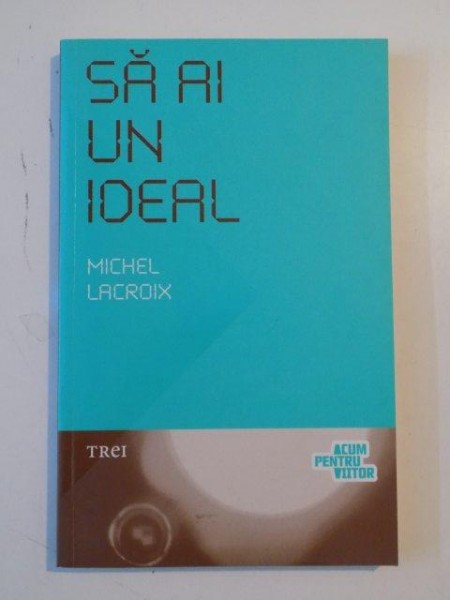 SĂ AI
UN
IDEAL
MICHEL
LACROIX
TREI
ACUM
PENTRU
VIITOR